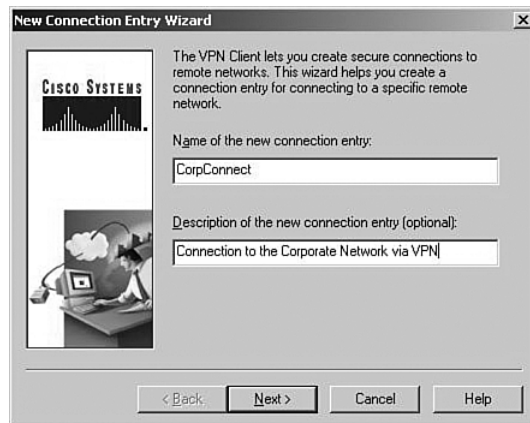 New Connection Entry Wizard
CISCO SYSTEMS
The VPN Client lets you create secure connections to
remote networks. This wizard helps you create a
connection entry for connecting to a specific remote
network.
Name of the new connection entry:
CorpConnect
Description of the new connection entry (optional):
Connection to the Corporate Network via VPN
< Back
Next >
Cancel
Help